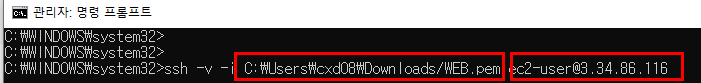 관리자: 명령 프롬프트
C:₩WINDOWS₩system32>
C:₩WINDOWS₩system32>
C:₩WINDOWS₩system32>ssh -v -i C:₩Users₩cxd08₩Downloads/WEB.pem ec2-user@3.34.86.116